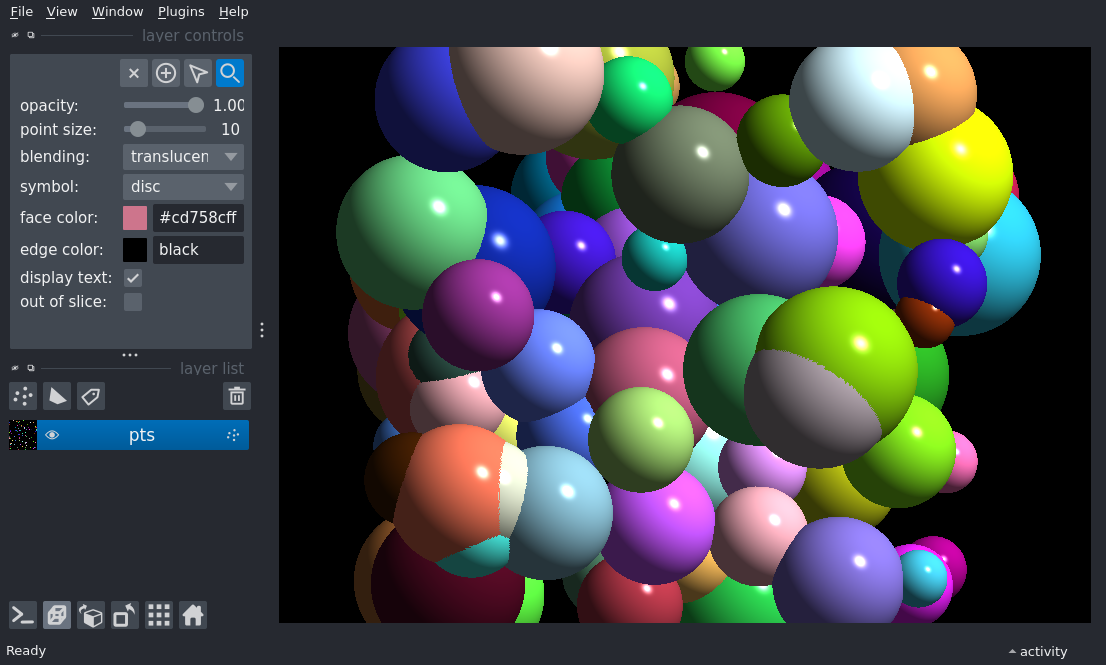 File View Window Plugins Help
layer controls
opacity: 1.00
point size: 10
blending: translucen
symbol: disc
face color: #cd758cff
edge color: black
display text:
out of slice:
layer list
pts
Ready
activity